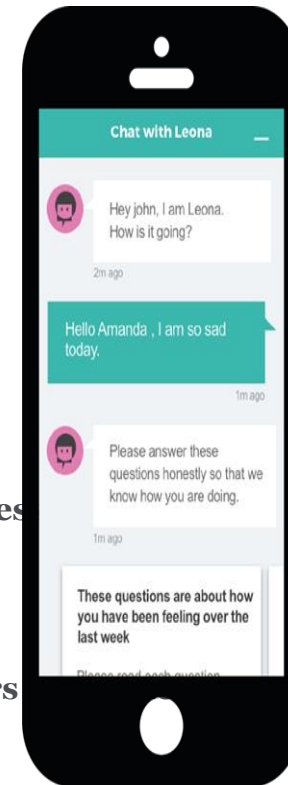 Chat with Leona
Hey john, I am Leona.
How is it going?
2m ago
Hello Amanda , I am so sad
today.
1m ago
Please answer these
questions honestly so that we
know how you are doing.
1m ago
These questions are about how
you have been feeling over the
last week